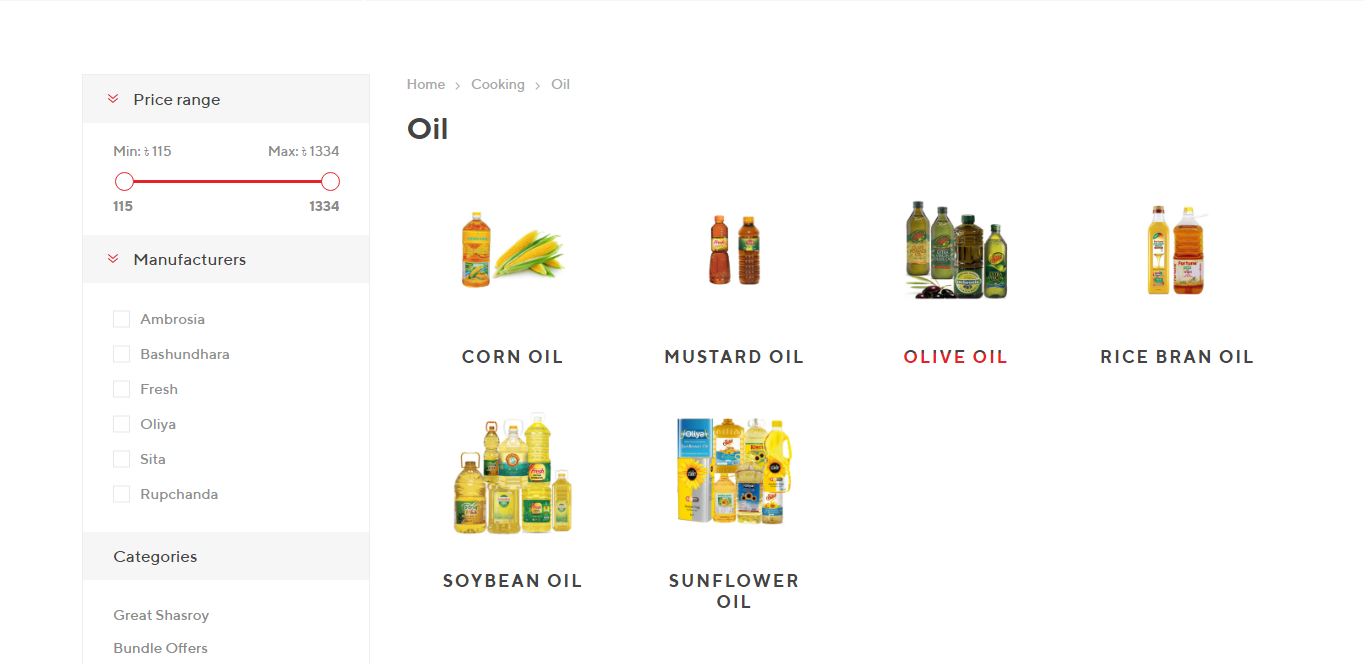 Price range
Min: ৳ 115
Max: ৳ 1334
115
1334
Manufacturers
Ambrosia
Bashundhara
Fresh
Oliya
Sita
Rupchanda
Categories
Great Shasroy
Bundle Offers
Home > Cooking > Oil
Oil
CORN OIL
MUSTARD OIL
OLIVE OIL
RICE BRAN OIL
SOYBEAN OIL
SUNFLOWER
OIL